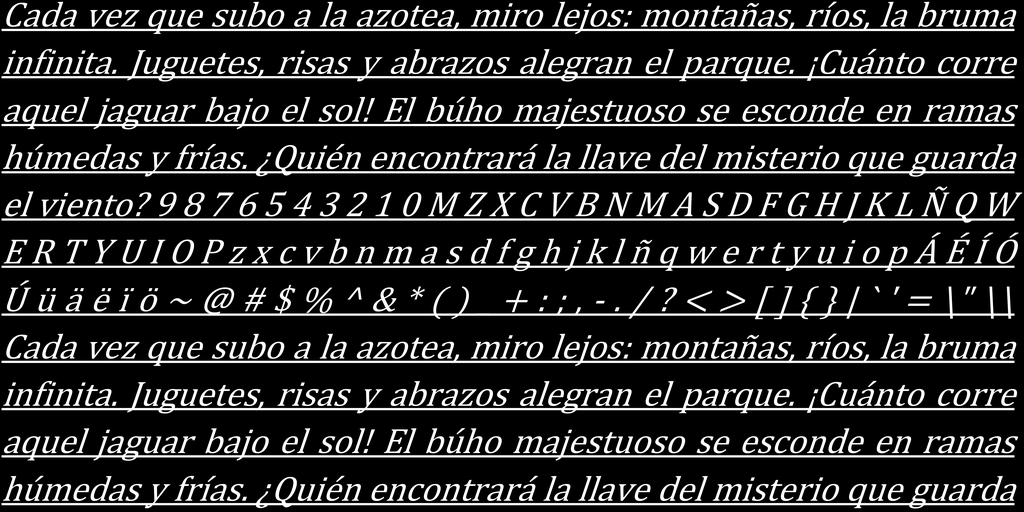 Cada vez que subo a la azotea, miro lejos: montañas, ríos, la bruma
infinita. Juguetes, risas y abrazos alegran el parque. ¡Cuánto corre
aquel jaguar bajo el sol! El búho majestuoso se esconde en ramas
húmedas y frías. ¿Quién encontrará la llave del misterio que guarda
el viento? 9 8 7 6 5 4 3 2 1 0 M Z X C V B N M A S D F G H J K L Ñ Q W
E R T Y U I O P z x c v b n m a s d f g h j k l ñ q w e r t y u i o p Á É Í Ó
Ú ü ä ë ï ö ~ @ # $ % ^ & * ( ) + : ; , - . / ? < > [ ] { } | ` ' = \" \\
Cada vez que subo a la azotea, miro lejos: montañas, ríos, la bruma
infinita. Juguetes, risas y abrazos alegran el parque. ¡Cuánto corre
aquel jaguar bajo el sol! El búho majestuoso se esconde en ramas
húmedas y frías. ¿Quién encontrará la llave del misterio que guarda